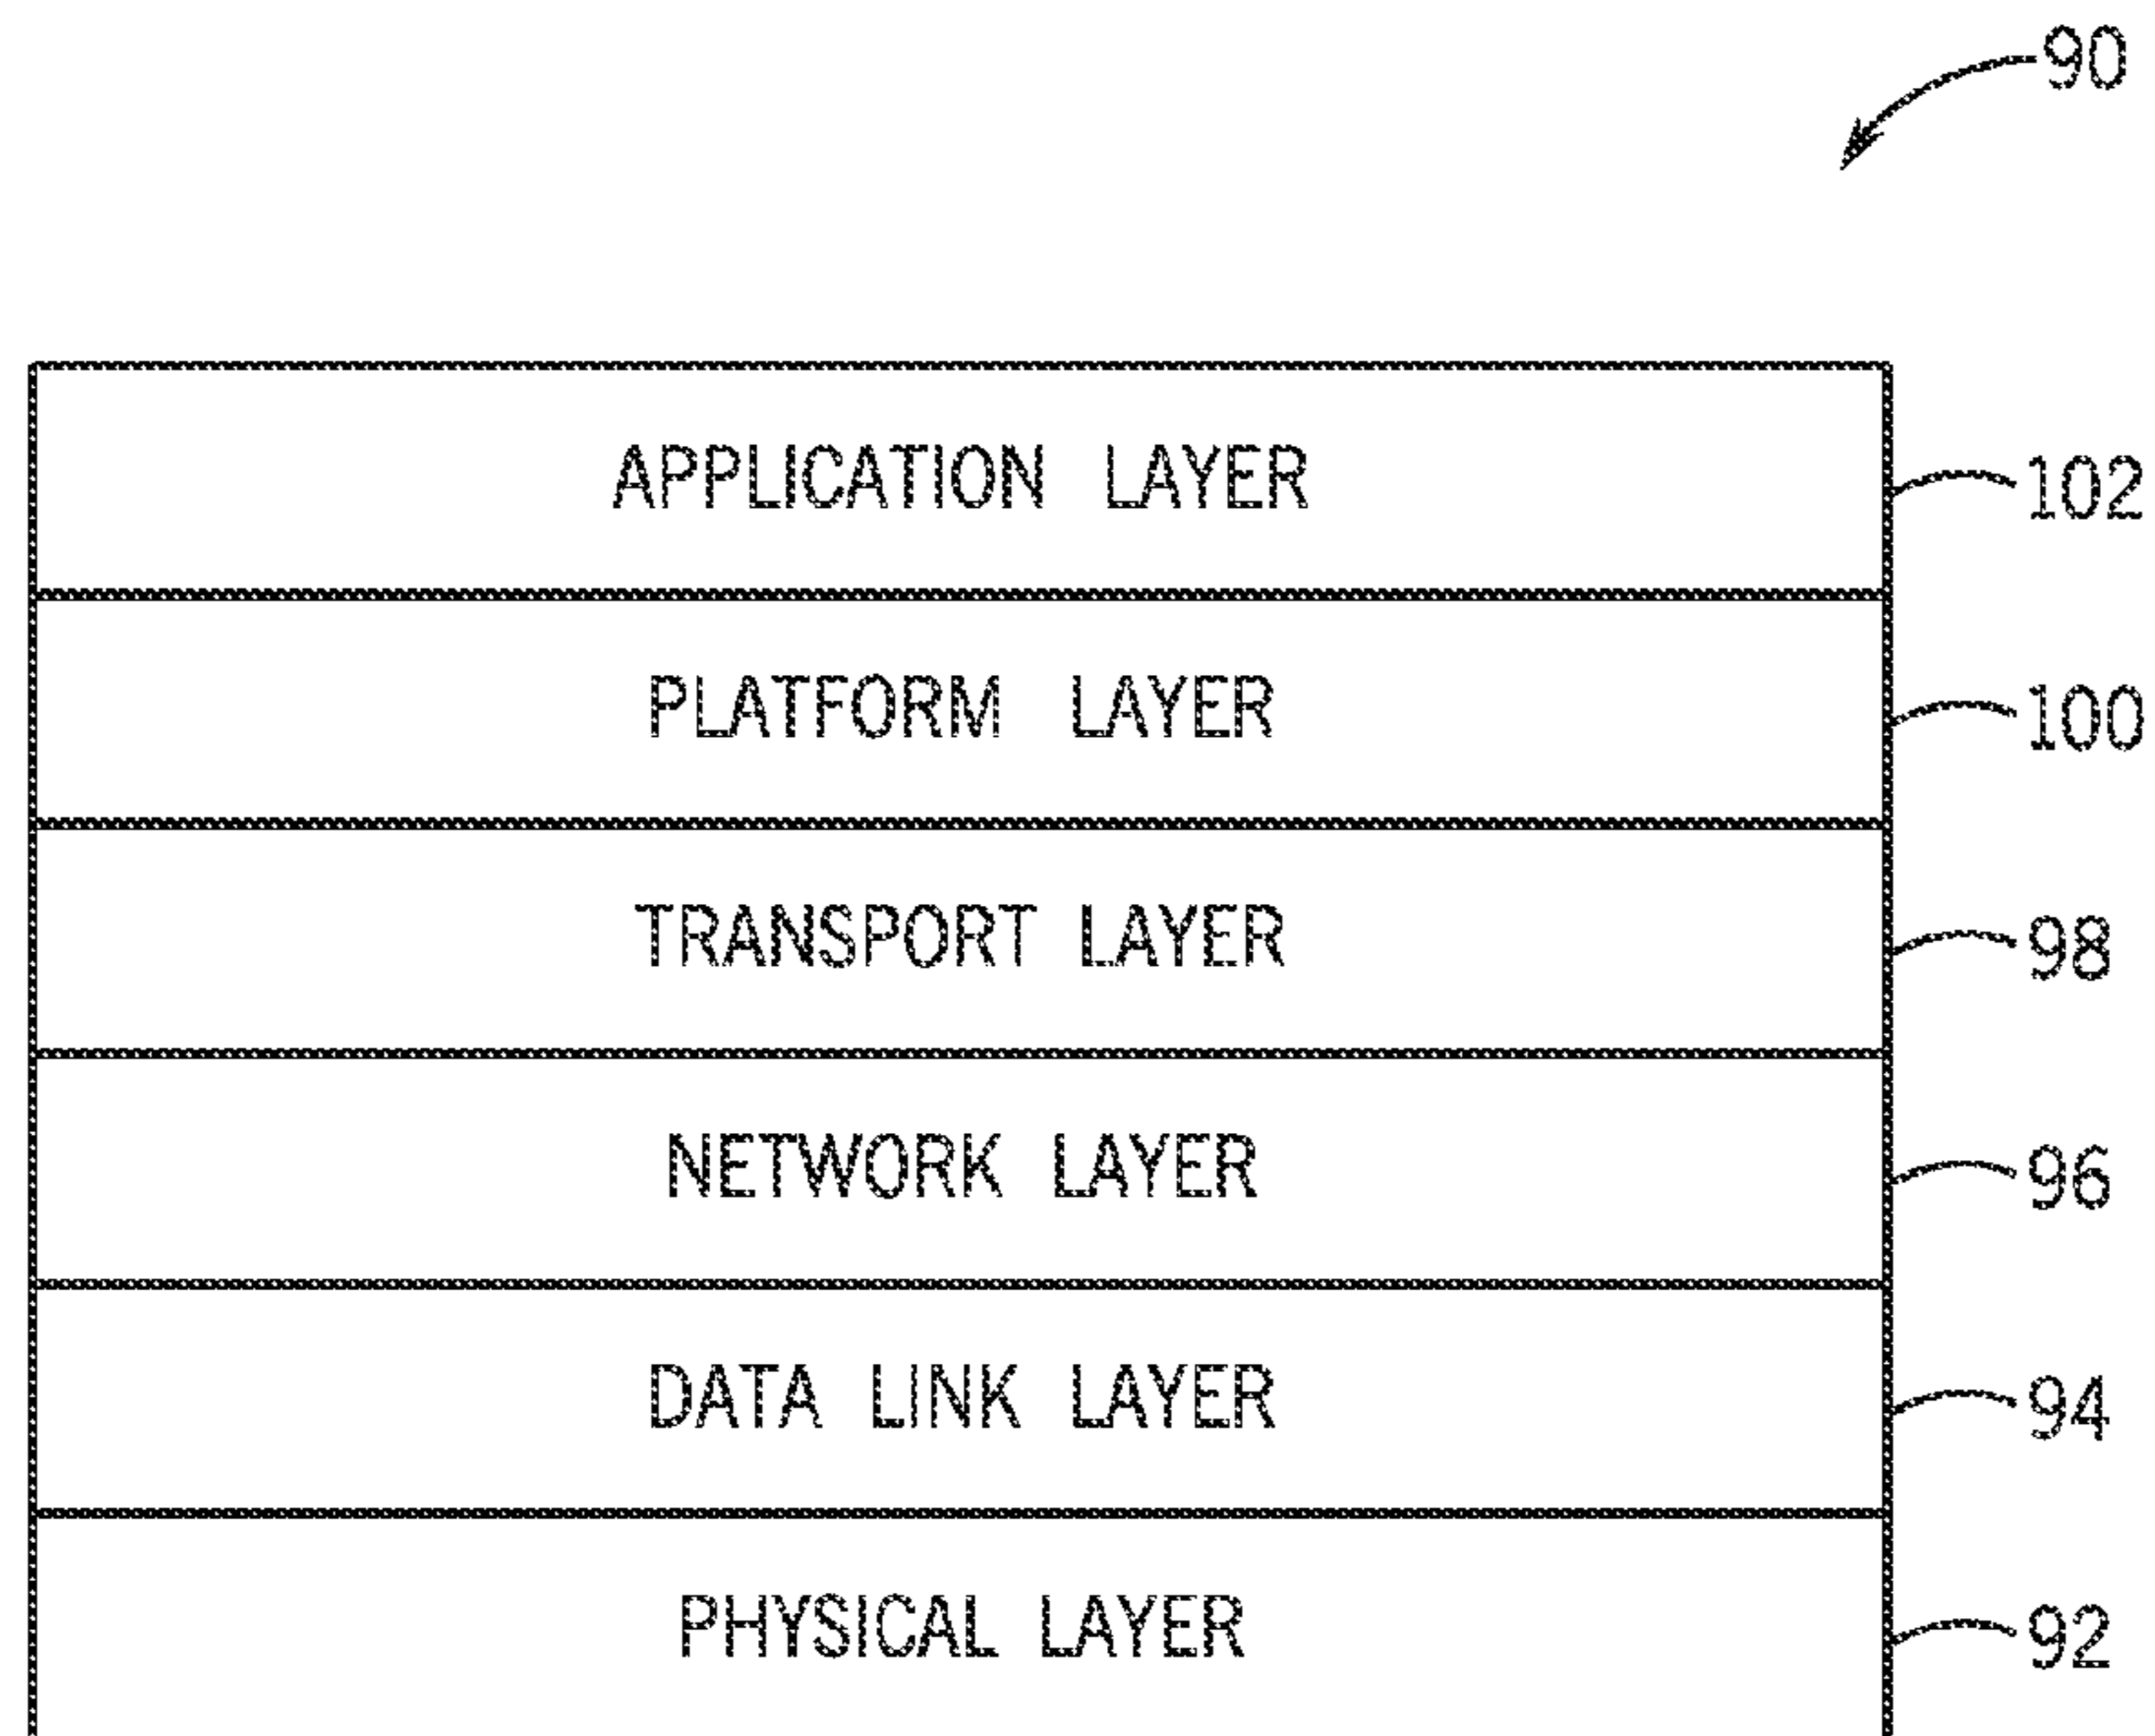 90
APPLICATION LAYER 102
PLATFORM LAYER 100
TRANSPORT LAYER 98
NETWORK LAYER 96
DATA LINK LAYER 94
PHYSICAL LAYER 92